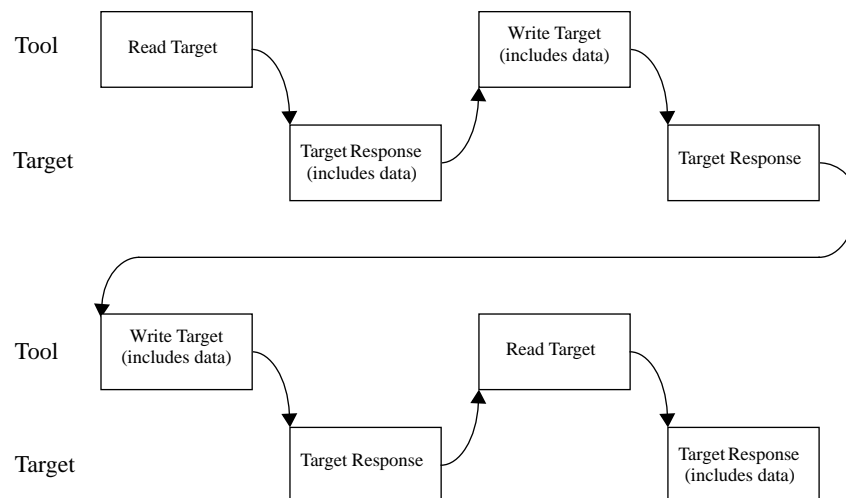 Tool
Read Target
Write Target
(includes data)
Target
Target Response
(includes data)
Target Response
Tool
Write Target
(includes data)
Read Target
Target
Target Response
Target Response
(includes data)